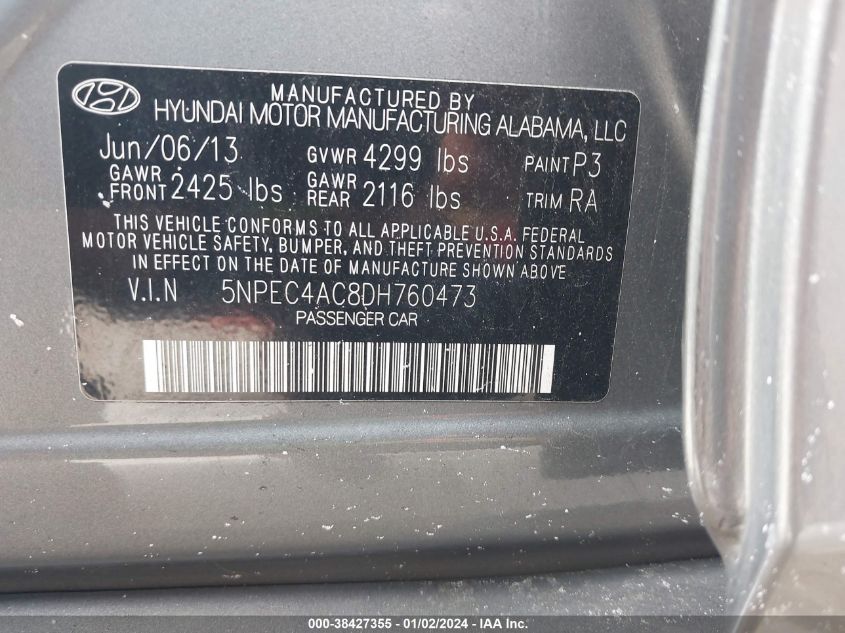 MANUFACTURED BY
HYUNDAI MOTOR MANUFACTURING ALABAMA, LLC
Jun/06/13 GVWR 4299 lbs PAINT P3
GAWR FRONT 2425 lbs GAWR REAR 2116 lbs TRIM RA
THIS VEHICLE CONFORMS TO ALL APPLICABLE U.S.A. FEDERAL
MOTOR VEHICLE SAFETY, BUMPER, AND THEFT PREVENTION STANDARDS
IN EFFECT ON THE DATE OF MANUFACTURE SHOWN ABOVE.
V.I.N 5NPEC4AC8DH760473
PASSENGER CAR
000-38427355 - 01/02/2024 - IAA Inc.